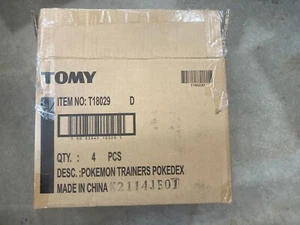 TOMY
ITEM NO: T18029 D
QTY. : 4 PCS
DESC. :POKEMON TRAINERS POKEDEX
MADE IN CHINA